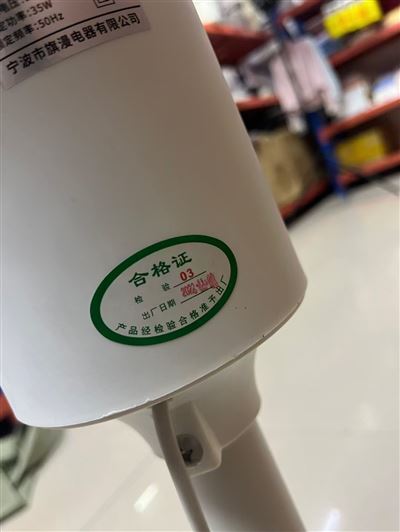 定功率:35W
定频率:50Hz
宁波市旗漫电器有限公司
合格证
检 验 03
出厂日期
产品经检验合格准予出厂